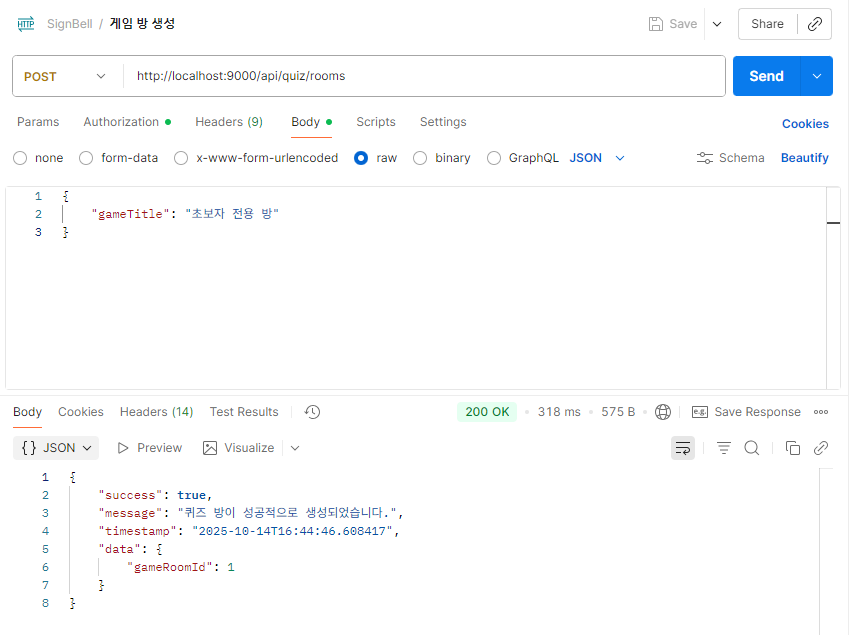 HTTP SignBell / 게임 방 생성 Save Share
POST http://localhost:9000/api/quiz/rooms Send
Params Authorization Headers (9) Body Scripts Settings Cookies
none form-data x-www-form-urlencoded raw binary GraphQL JSON Schema Beautify
1 {
2 "gameTitle": "초보자 전용 방"
3 }
Body Cookies Headers (14) Test Results 200 OK 318 ms 575 B e.g. Save Response
{} JSON Preview Visualize
1 {
2 "success": true,
3 "message": "퀴즈 방이 성공적으로 생성되었습니다.",
4 "timestamp": "2025-10-14T16:44:46.608417",
5 "data": {
6 "gameRoomId": 1
7 }
8 }